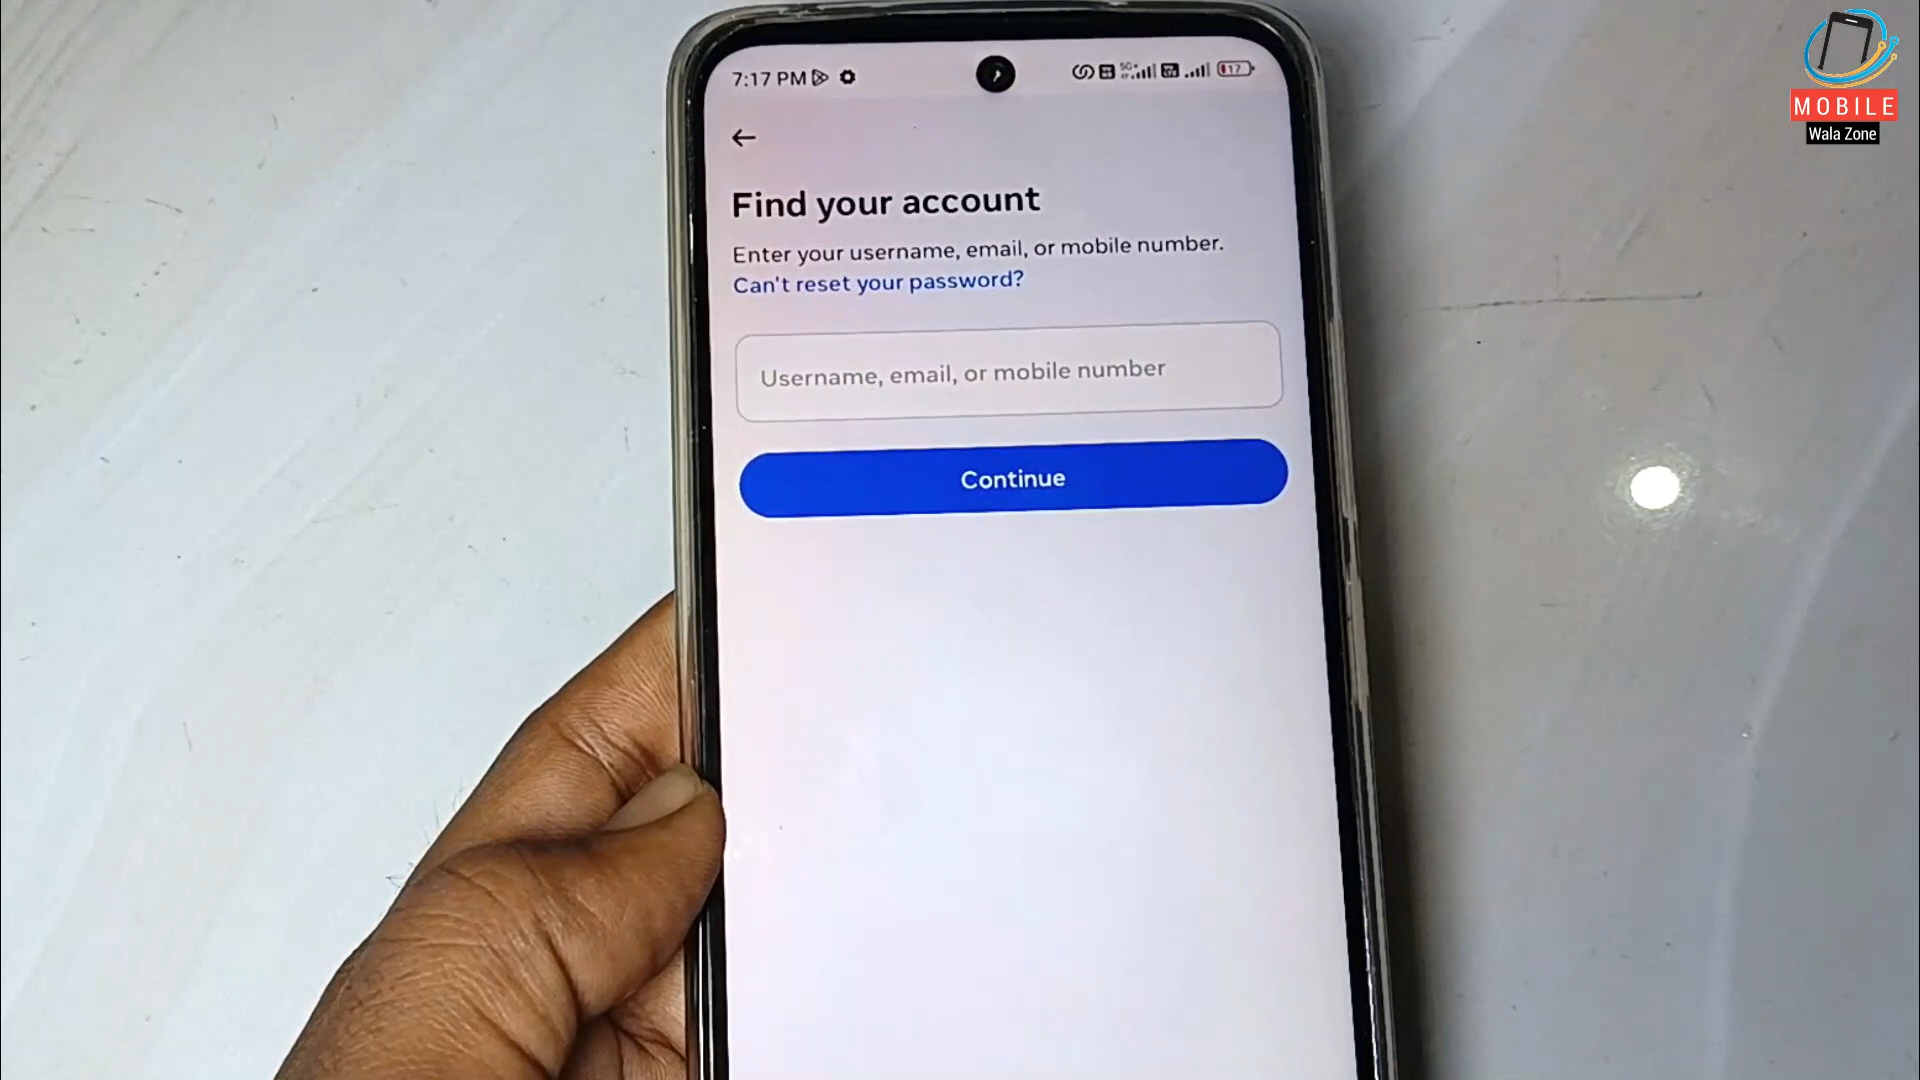 7:17 PM
17
MOBILE
Wala Zone
Find your account
Enter your username, email, or mobile number.
Can't reset your password?
Username, email, or mobile number
Continue